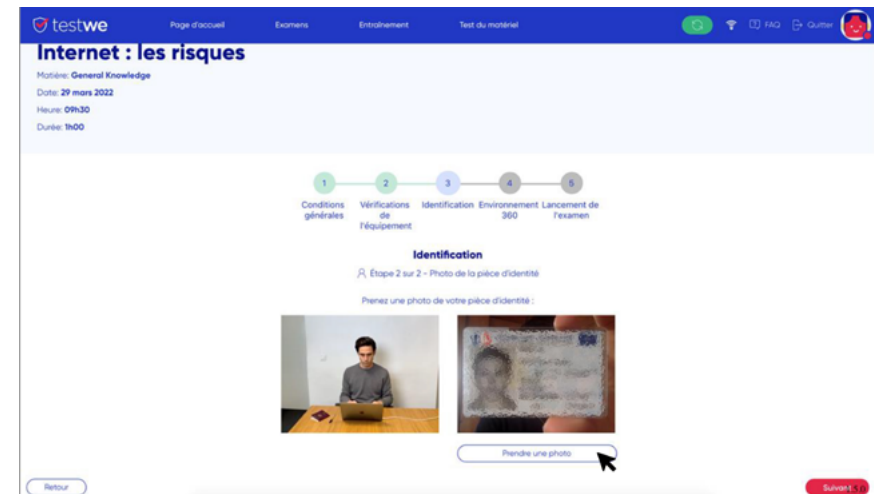 testwe Page d'accueil Examens Entraînement Test du matériel FAQ Quitter
Internet : les risques
Matière: General Knowledge
Date: 29 mars 2022
Heure: 09h30
Durée: 1h00
1 2 3 4 5
Conditions générales
Vérifications de l'équipement
Identification
Environnement 360
Lancement de l'examen
Identification
Étape 2 sur 2 - Photo de la pièce d'identité
Prenez une photo de votre pièce d'identité :
Prendre une photo
Retour
Suivant